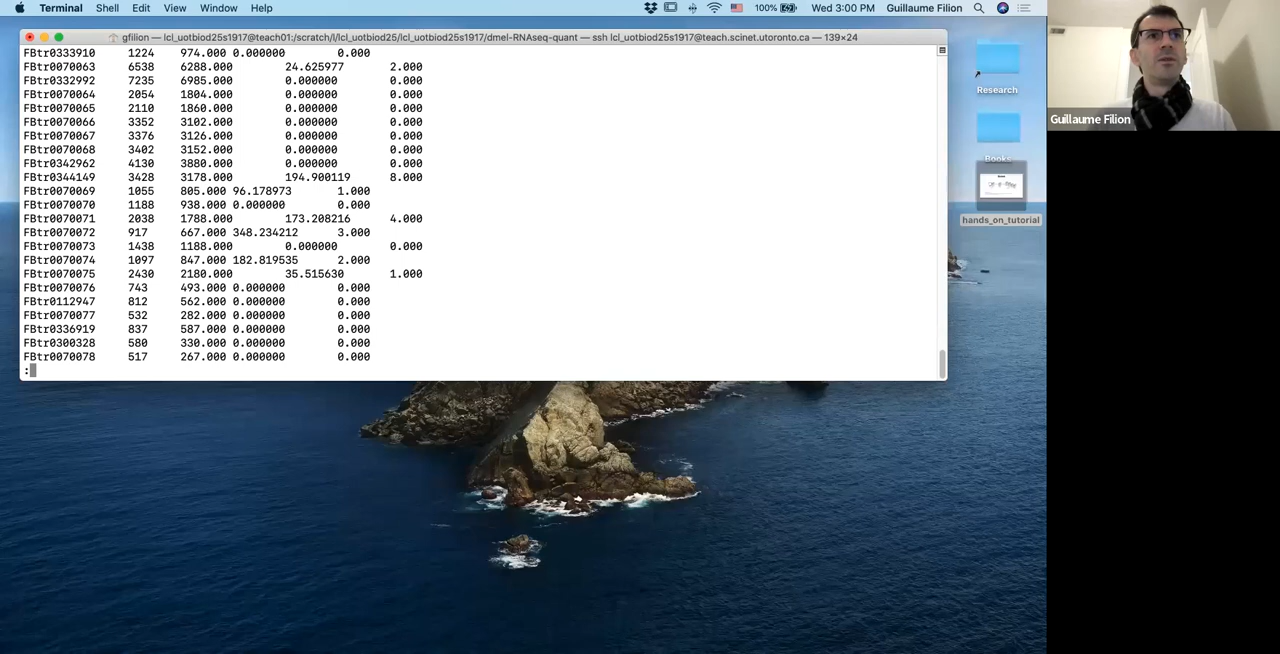 Terminal Shell Edit View Window Help 100% Wed 3:00 PM Guillaume Filion
gfilion — lcl_uotbiod25s1917@teach01:/scratch/l/lcl_uotbiod25/lcl_uotbiod25s1917/dmel-RNAseq-quant — ssh lcl_uotbiod25s1917@teach.scinet.utoronto.ca — 139×24
FBtr0333910 1224 974.000 0.000000 0.000
FBtr0070063 6538 6288.000 24.625977 2.000
FBtr0332992 7235 6985.000 0.000000 0.000
FBtr0070064 2054 1804.000 0.000000 0.000
FBtr0070065 2110 1860.000 0.000000 0.000
FBtr0070066 3352 3102.000 0.000000 0.000
FBtr0070067 3376 3126.000 0.000000 0.000
FBtr0070068 3402 3152.000 0.000000 0.000
FBtr0342962 4130 3880.000 0.000000 0.000
FBtr0344149 3428 3178.000 194.900119 8.000
FBtr0070069 1055 805.000 96.178973 1.000
FBtr0070070 1188 938.000 0.000000 0.000
FBtr0070071 2038 1788.000 173.208216 4.000
FBtr0070072 917 667.000 348.234212 3.000
FBtr0070073 1438 1188.000 0.000000 0.000
FBtr0070074 1097 847.000 182.819535 2.000
FBtr0070075 2430 2180.000 35.515630 1.000
FBtr0070076 743 493.000 0.000000 0.000
FBtr0112947 812 562.000 0.000000 0.000
FBtr0070077 532 282.000 0.000000 0.000
FBtr0336919 837 587.000 0.000000 0.000
FBtr0300328 580 330.000 0.000000 0.000
FBtr0070078 517 267.000 0.000000 0.000
:
Research
Books
hands_on_tutorial
Guillaume Filion